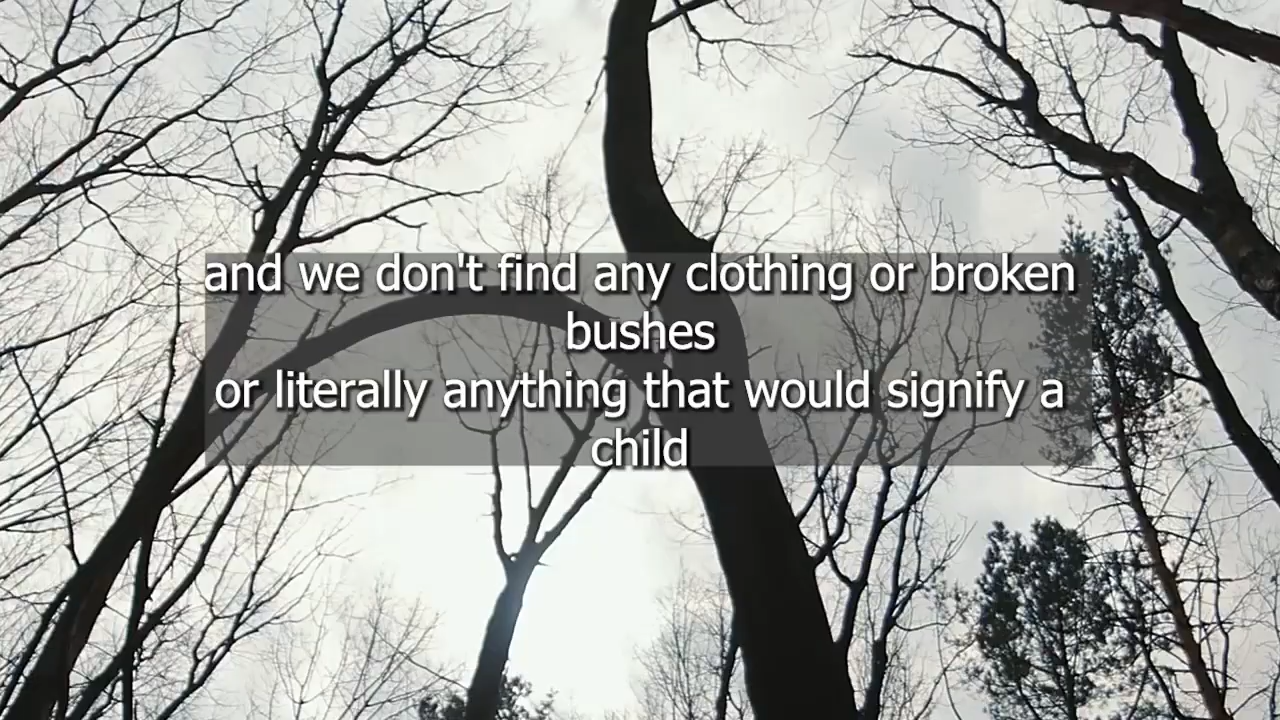 and we don't find any clothing or broken
bushes
or literally anything that would signify a
child